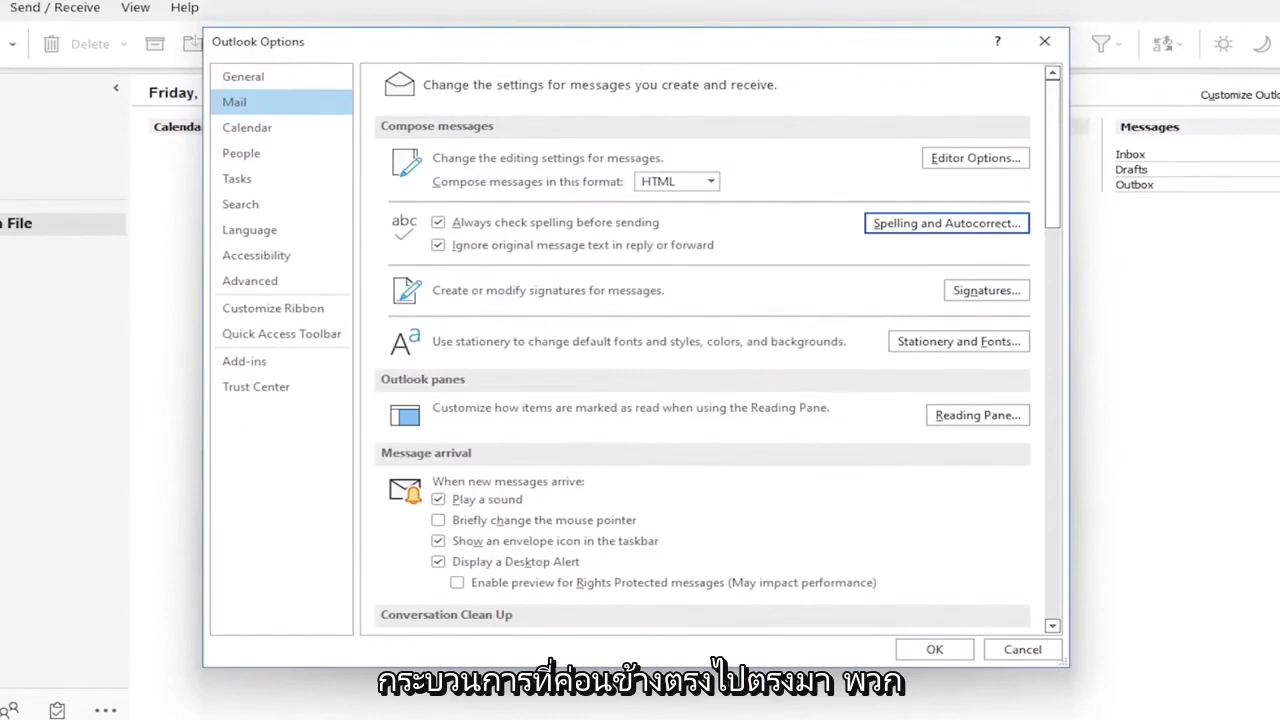 Send / Receive View Help
Outlook Options ?
Delete
General
Mail
Calendar
People
Tasks
Search
Language
Accessibility
Advanced
Customize Ribbon
Quick Access Toolbar
Add-ins
Trust Center
Change the settings for messages you create and receive.
Compose messages
Change the editing settings for messages.
Editor Options...
Compose messages in this format: HTML
abc
Always check spelling before sending
Spelling and Autocorrect...
Ignore original message text in reply or forward
Create or modify signatures for messages.
Signatures...
Aa
Use stationery to change default fonts and styles, colors, and backgrounds.
Stationery and Fonts...
Outlook panes
Customize how items are marked as read when using the Reading Pane.
Reading Pane...
Message arrival
When new messages arrive:
Play a sound
Briefly change the mouse pointer
Show an envelope icon in the taskbar
Display a Desktop Alert
Enable preview for Rights Protected messages (May impact performance)
Conversation Clean Up
OK Cancel
Friday,
Calenda
File
Customize Outlo
Messages
Inbox
Drafts
Outbox
กระบวนการที่ค่อนข้างตรงไปตรงมา พวก